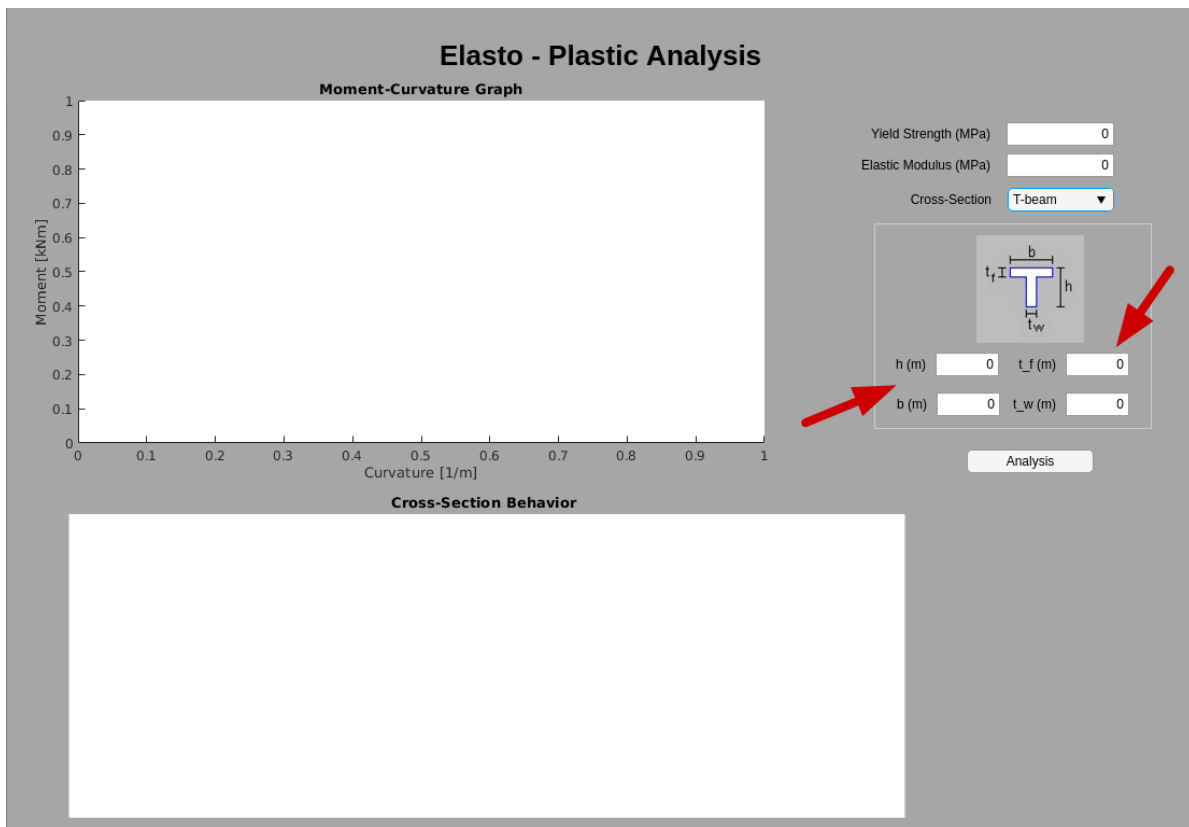 Elasto - Plastic Analysis
Moment-Curvature Graph
1
0.9
0.8
0.7
0.6
0.5
0.4
0.3
0.2
0.1
0
Moment [kNm]
0 0.1 0.2 0.3 0.4 0.5 0.6 0.7 0.8 0.9 1
Curvature [1/m]
Yield Strength (MPa) 0
Elastic Modulus (MPa) 0
Cross-Section T-beam
b
t_f
h
t_w
h (m) 0 t_f (m) 0
b (m) 0 t_w (m) 0
Analysis
Cross-Section Behavior